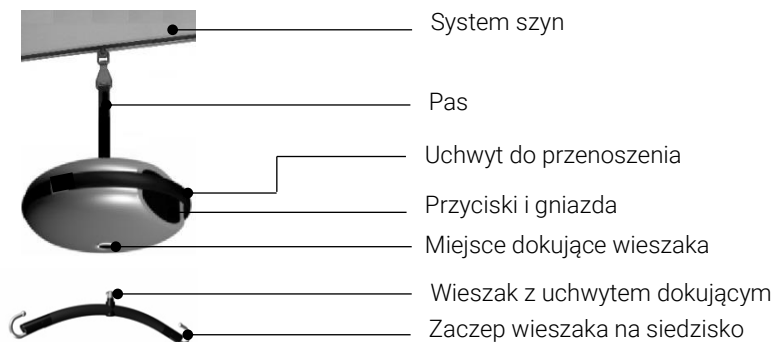 System szyn
Pas
Uchwyt do przenoszenia
Przyciski i gniazda
Miejsce dokujące wieszaka
Wieszak z uchwytem dokującym
Zaczep wieszaka na siedzisko